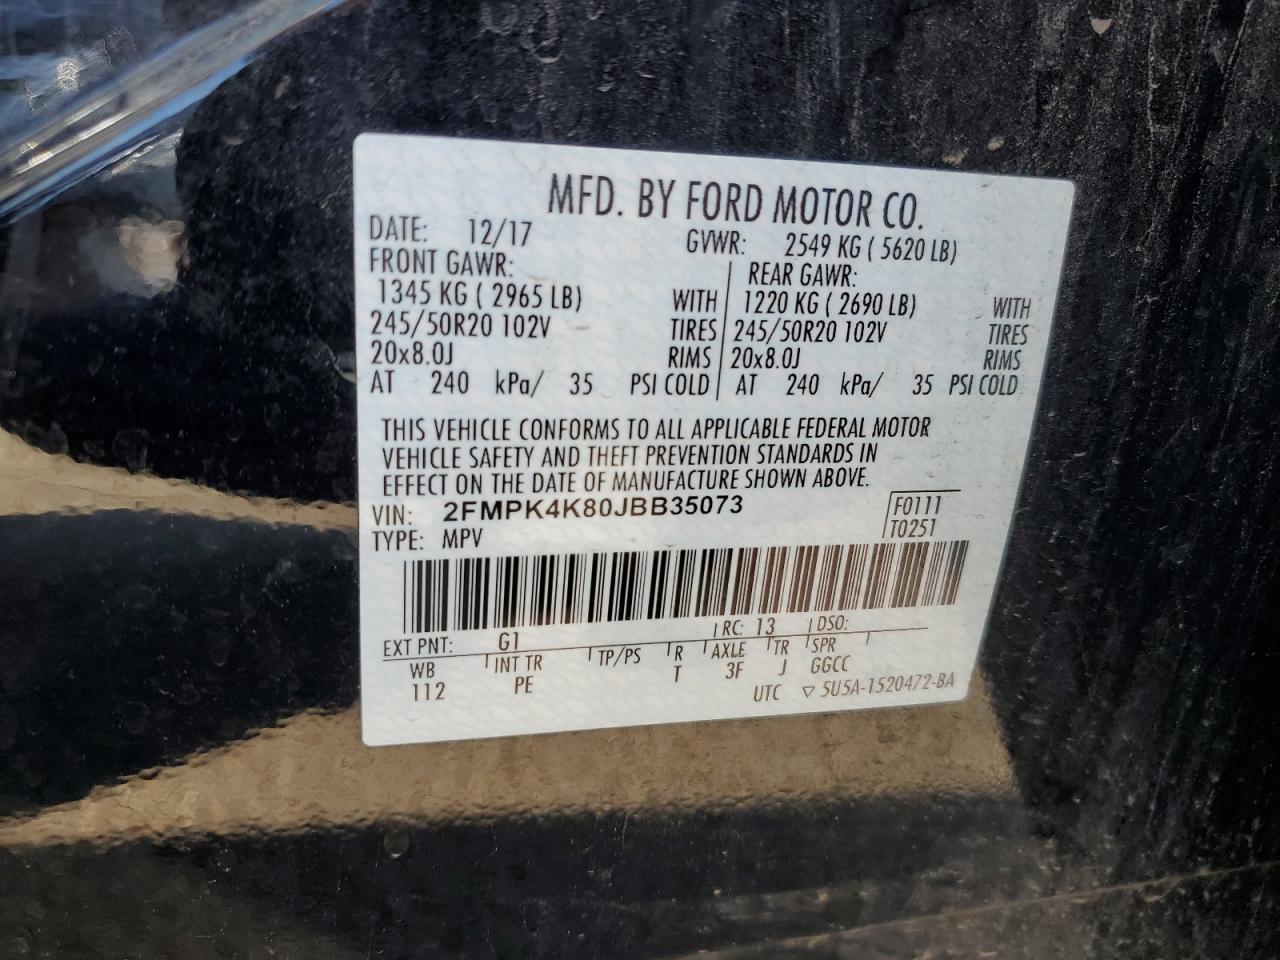 MFD. BY FORD MOTOR CO.
DATE: 12/17 GVWR: 2549 KG ( 5620 LB)
FRONT GAWR: REAR GAWR:
1345 KG ( 2965 LB) WITH 1220 KG ( 2690 LB) WITH
245/50R20 102V TIRES 245/50R20 102V TIRES
20x8.0J RIMS 20x8.0J RIMS
AT 240 kPa/ 35 PSI COLD AT 240 kPa/ 35 PSI COLD
THIS VEHICLE CONFORMS TO ALL APPLICABLE FEDERAL MOTOR
VEHICLE SAFETY AND THEFT PREVENTION STANDARDS IN
EFFECT ON THE DATE OF MANUFACTURE SHOWN ABOVE.
VIN: 2FMPK4K80JBB35073 F0111
TYPE: MPV T0251
EXT PNT: G1 RC: 13 DSO:
WB INT TR TP/PS R AXLE TR SPR
112 PE T 3F J GGCC
UTC ▽ 5U5A-1520472-BA